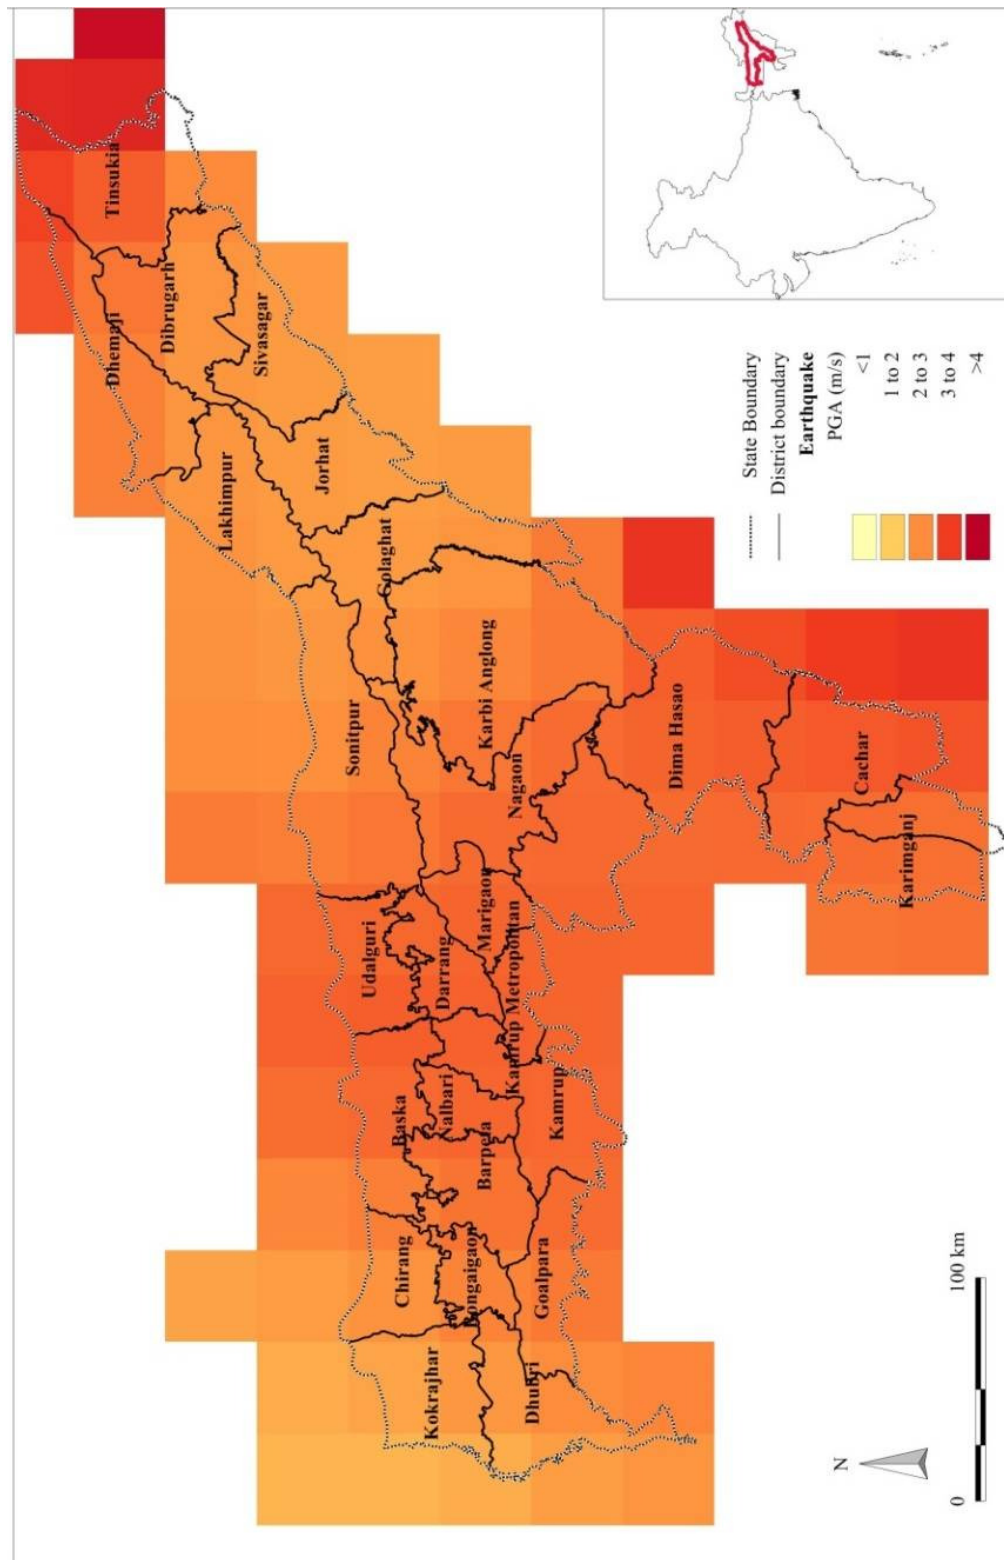 Tinsukia
Dhemaji
Dibrugarh
Sivasagar
Lakhimpur
Jorhat
Golaghat
Sonitpur
Karbi Anglong
Nagaon
Dima Hasao
Cachar
Karimganj
Udalguri
Darrang
Marigaon
Kamrup Metropolitan
Baska
Nalbari
Barpeta
Kamrup
Chirang
Bongaigaon
Goalpara
Kokrajhar
Dhubri
State Boundary
District boundary
Earthquake
PGA (m/s)
<1
1 to 2
2 to 3
3 to 4
>4
N
0 100 km